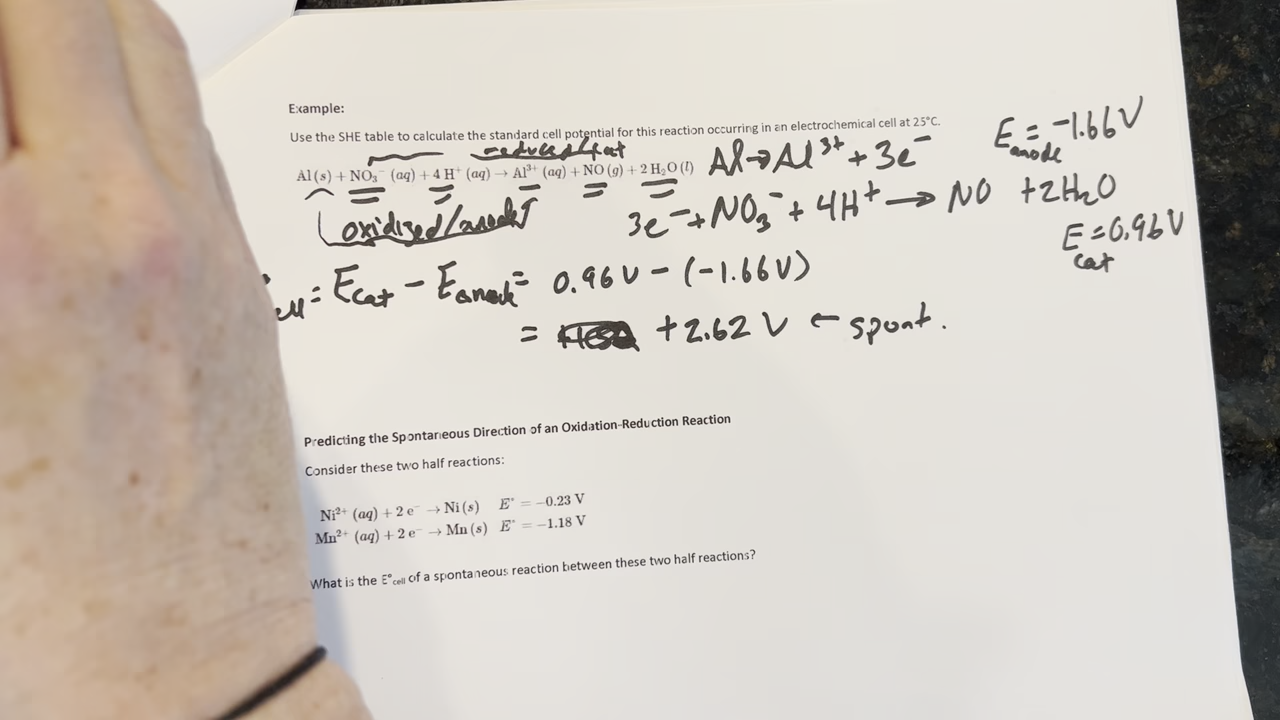 Example:
Use the SHE table to calculate the standard cell potential for this reaction occurring in an electrochemical cell at 25°C.
E anode = -1.66V
reduced/cat
Al (s) + NO₃⁻ (aq) + 4 H⁺ (aq) → Al³⁺ (aq) + NO (g) + 2 H₂O (l)
Al → Al³⁺ + 3e⁻
oxidized/anode
3e⁻ + NO₃⁻ + 4H⁺ → NO + 2H₂O
E cat = 0.96V
ell = Ecat - Eanode = 0.96V - (-1.66V)
= +2.62 V ← spont.
Predicting the Spontaneous Direction of an Oxidation-Reduction Reaction
Consider these two half reactions:
Ni²⁺ (aq) + 2 e⁻ → Ni (s) E° = −0.23 V
Mn²⁺ (aq) + 2 e⁻ → Mn (s) E° = −1.18 V
What is the E°cell of a spontaneous reaction between these two half reactions?